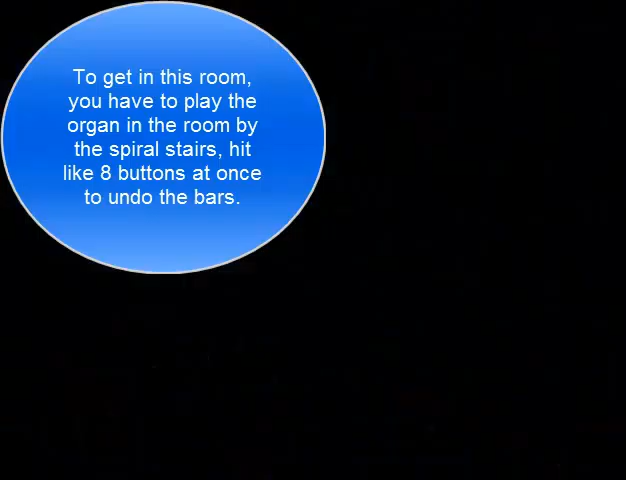 To get in this room,
you have to play the
organ in the room by
the spiral stairs, hit
like 8 buttons at once
to undo the bars.